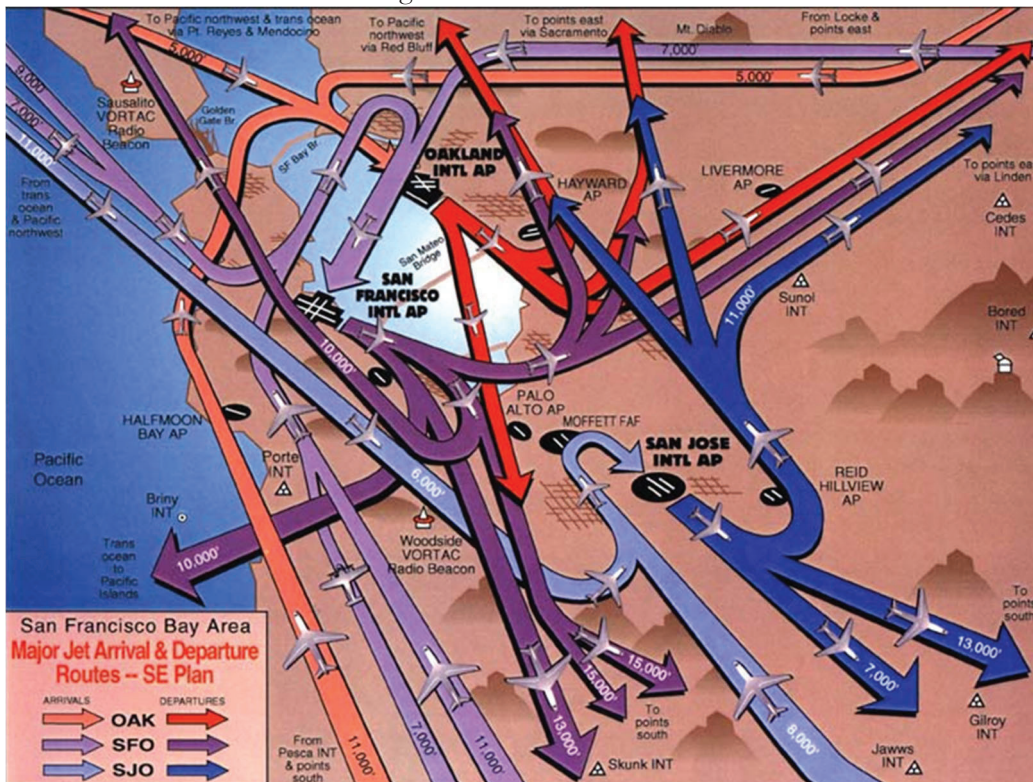 To Pacific northwest & trans ocean
via Pt. Reyes & Mendocino
To Pacific
northwest
via Red Bluff
To points east
via Sacramento
Mt. Diablo
From Locke &
points east
5,000'
7,000'
5,000'
9,000'
7,000'
11,000'
Sausalito
VORTAC
Radio
Beacon
Golden
Gate Br.
SF Bay Br.
OAKLAND
INTL AP
HAYWARD
AP
LIVERMORE
AP
To points east
via Linden
Cedes
INT
From
trans
ocean
& Pacific
northwest
San Mateo
Bridge
SAN
FRANCISCO
INTL AP
Sunol
INT
11,000'
Bored
INT
10,000'
HALFMOON
BAY AP
PALO
ALTO AP
MOFFETT FAF
SAN JOSE
INTL AP
REID
HILLVIEW
AP
Pacific
Ocean
Porte
INT
6,000'
Briny
INT
Woodside
VORTAC
Radio Beacon
10,000'
Trans
ocean
to
Pacific
Islands
To
points
south
13,000'
7,000'
15,000'
15,000'
13,000'
To
points
south
8,000'
Gilroy
INT
Jawws
INT
Skunk INT
From
Pesca INT
& points
south
11,000'
7,000'
11,000'
San Francisco Bay Area
Major Jet Arrival & Departure
Routes -- SE Plan
ARRIVALS DEPARTURES
OAK
SFO
SJO